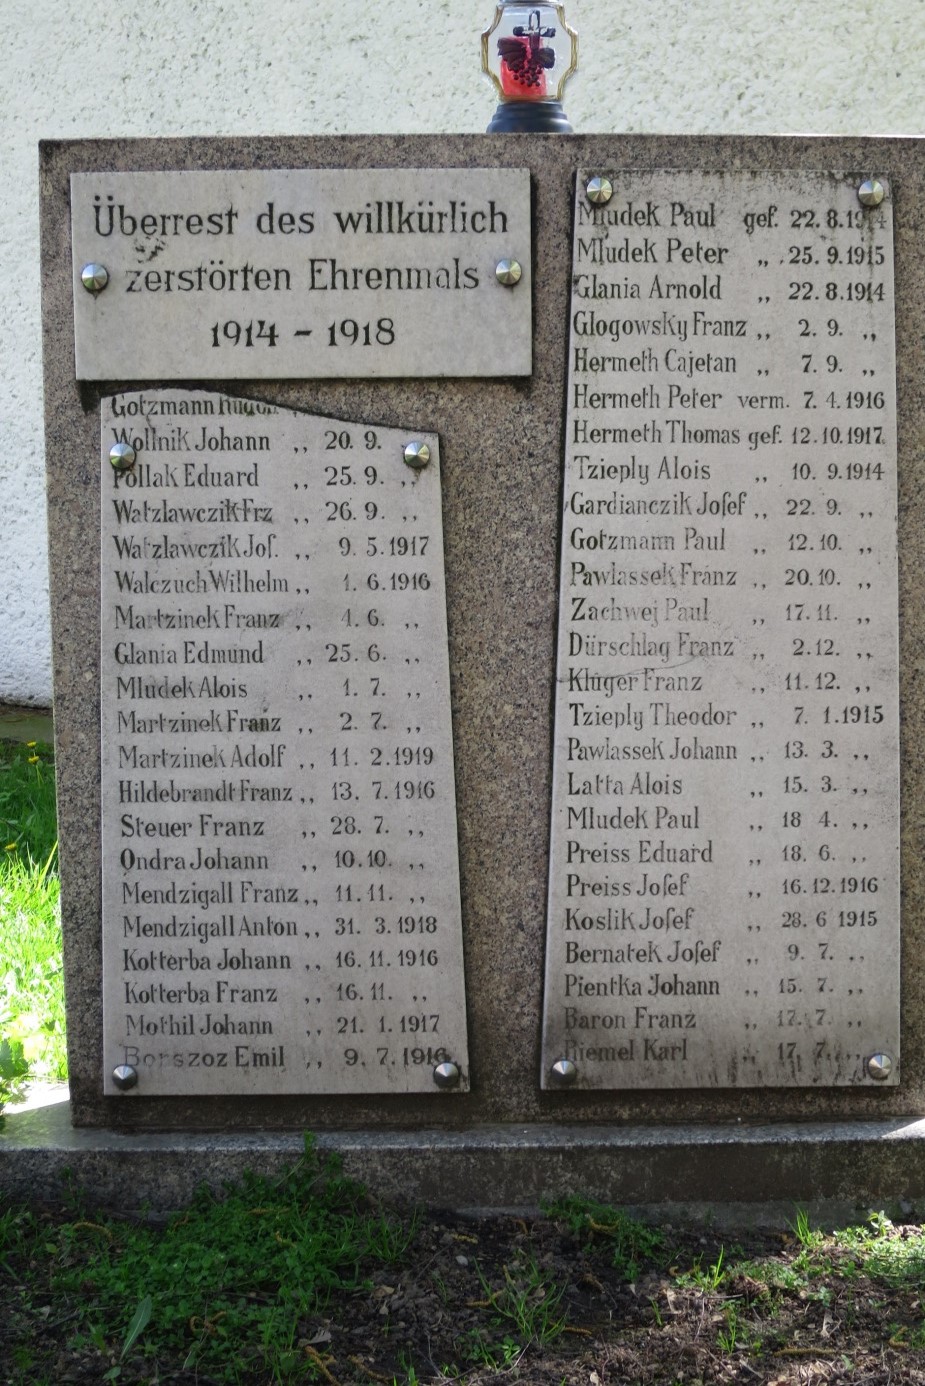 Überrest des willkürlich
zerstörten Ehrenmals
1914 – 1918
Gotzmann Rudolf
Wollnik Johann „ 20. 9. „
Pollak Eduard „ 25. 9. „
Watzlawczik Frz „ 26. 9. „
Watzlawczik Jos. „ 9. 5. 1917
Walczuch Wilhelm „ 1. 6. 1916
Martzinek Franz „ 4. 6. „
Glania Edmund „ 25. 6. „
Mludek Alois „ 1. 7. „
Martzinek Franz „ 2. 7. „
Martzinek Adolf „ 11. 2. 1919
Hildebrandt Franz „ 13. 7. 1916
Steuer Franz „ 28. 7. „
Ondra Johann „ 10. 10. „
Mendzigall Franz „ 11. 11. „
Mendzigall Anton „ 31. 3. 1918
Kotterba Johann „ 16. 11. 1916
Kotterba Franz „ 16. 11. „
Mothil Johann „ 21. 1. 1917
Borszoz Emil „ 9. 7. 1916
Mludek Paul gef. 22. 8. 1914
Mludek Peter „ 25. 9. 1915
Glania Arnold „ 22. 8. 1914
Glogowsky Franz „ 2. 9. „
Hermeth Cajetan „ 7. 9. „
Hermeth Peter verm. 7. 4. 1916
Hermeth Thomas gef. 12. 10. 1917
Tzieply Alois „ 10. 9. 1914
Gardianczik Josef „ 22. 9. „
Gotzmann Paul „ 12. 10. „
Pawlassek Franz „ 20. 10. „
Zachwej Paul „ 17. 11. „
Dürschlag Franz „ 2. 12. „
Kluger Franz „ 11. 12. „
Tzieply Theodor „ 7. 1. 1915
Pawlassek Johann „ 13. 3. „
Latta Alois „ 15. 3. „
Mludek Paul „ 18. 4. „
Preiss Eduard „ 18. 6. „
Preiss Josef „ 16. 12. 1916
Koslik Josef „ 28. 6 1915
Bernatek Josef „ 9. 7. „
Pientka Johann „ 15. 7. „
Baron Franz „ 17. 7. „
Riemel Karl „ 17. 7. „